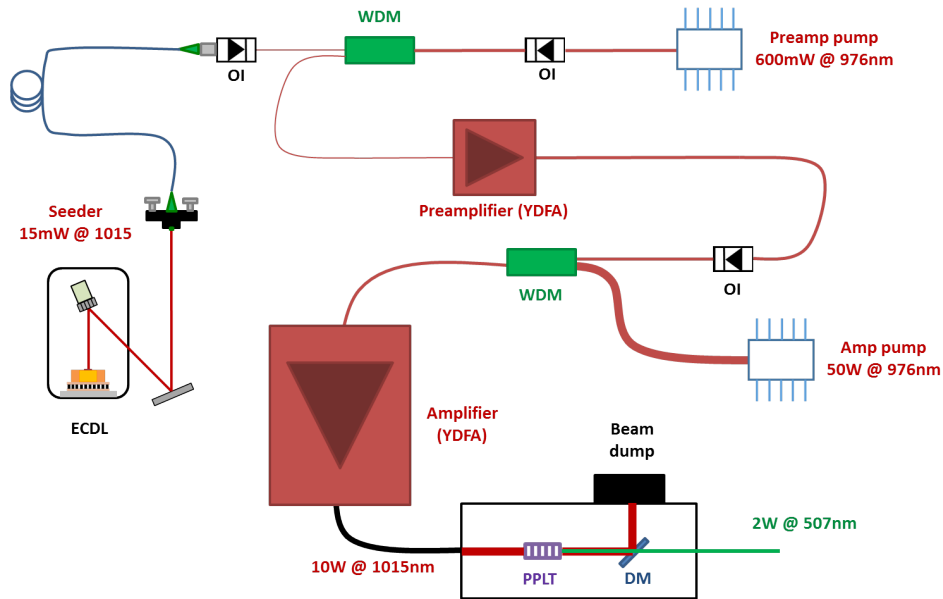 WDM
Preamp pump
600mW @ 976nm
OI
OI
Preamplifier (YDFA)
Seeder
15mW @ 1015
WDM
OI
Amp pump
50W @ 976nm
ECDL
Amplifier
(YDFA)
Beam
dump
2W @ 507nm
10W @ 1015nm
PPLT
DM